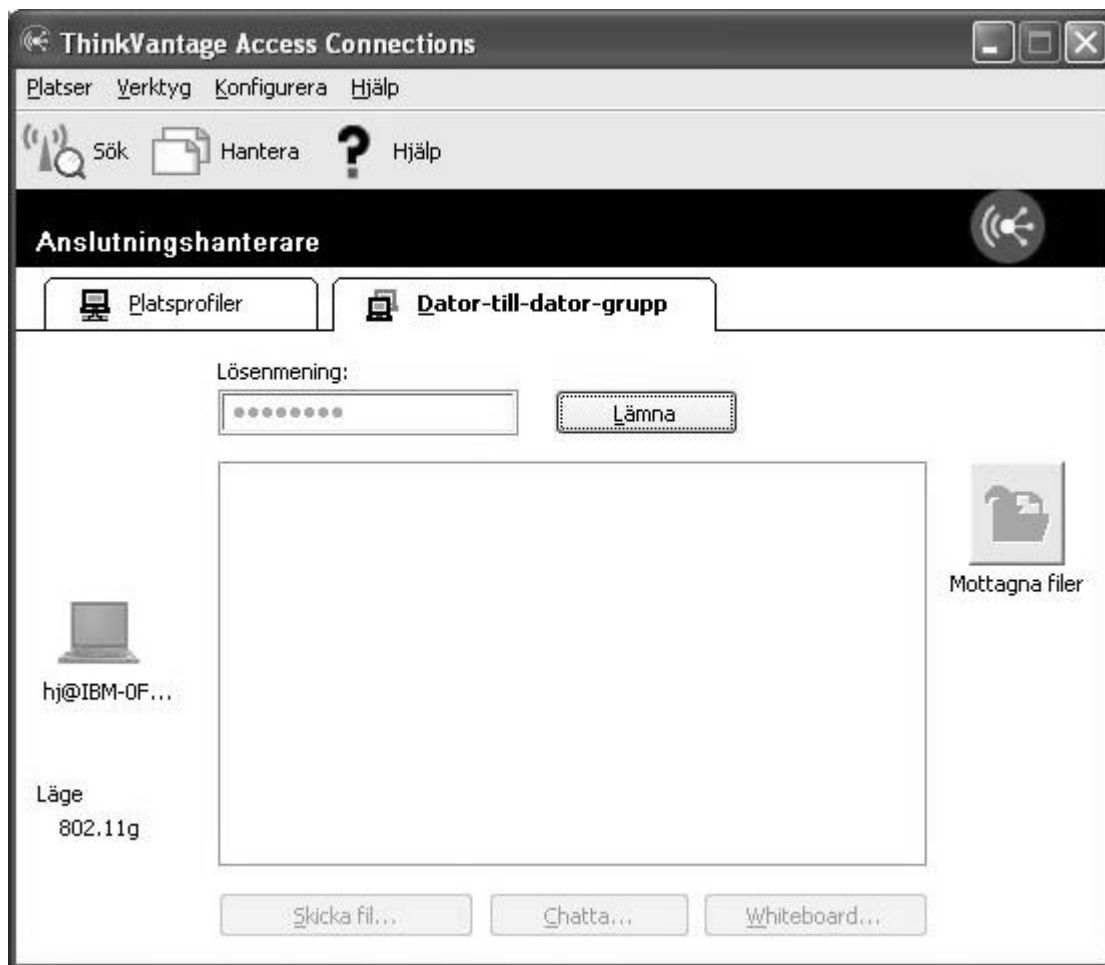 ThinkVantage Access Connections
Platser Verktyg Konfigurera Hjälp
Sök Hantera ? Hjälp
Anslutningshanterare
Platsprofiler Dator-till-dator-grupp
Lösenmening:
Lämna
Mottagna filer
hj@IBM-0F...
Läge
802.11g
Skicka fil... Chatta... Whiteboard...